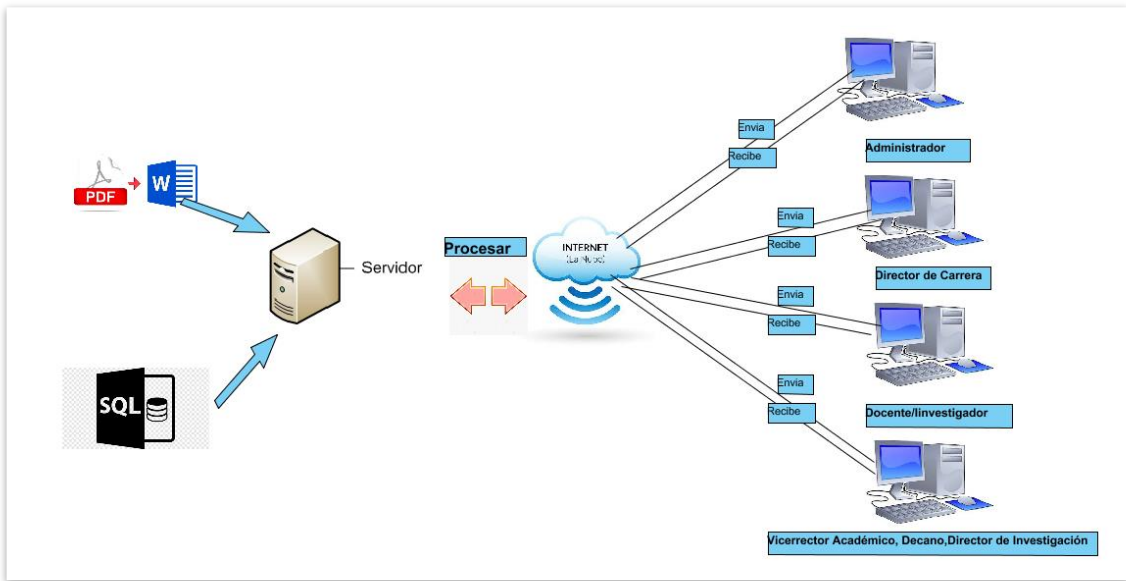 PDF
W
Servidor
SQL
Procesar
INTERNET
(La Nube)
Envia
Recibe
Administrador
Envia
Recibe
Director de Carrera
Envia
Recibe
Docente/Iinvestigador
Envia
Recibe
Vicerrector Académico, Decano,Director de Investigación